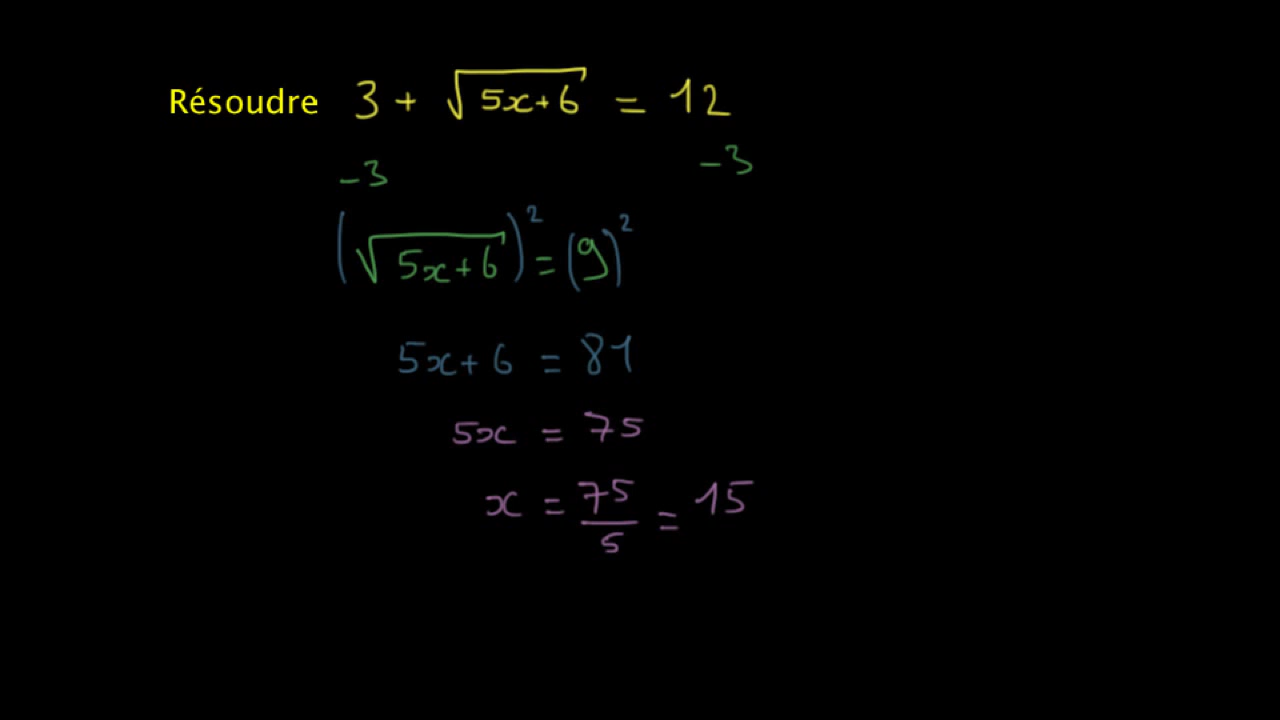 Résoudre 3 + √(5x+6) = 12
-3 -3
(√(5x+6))² = (9)²
5x+6 = 81
5x = 75
x = 75/5 = 15